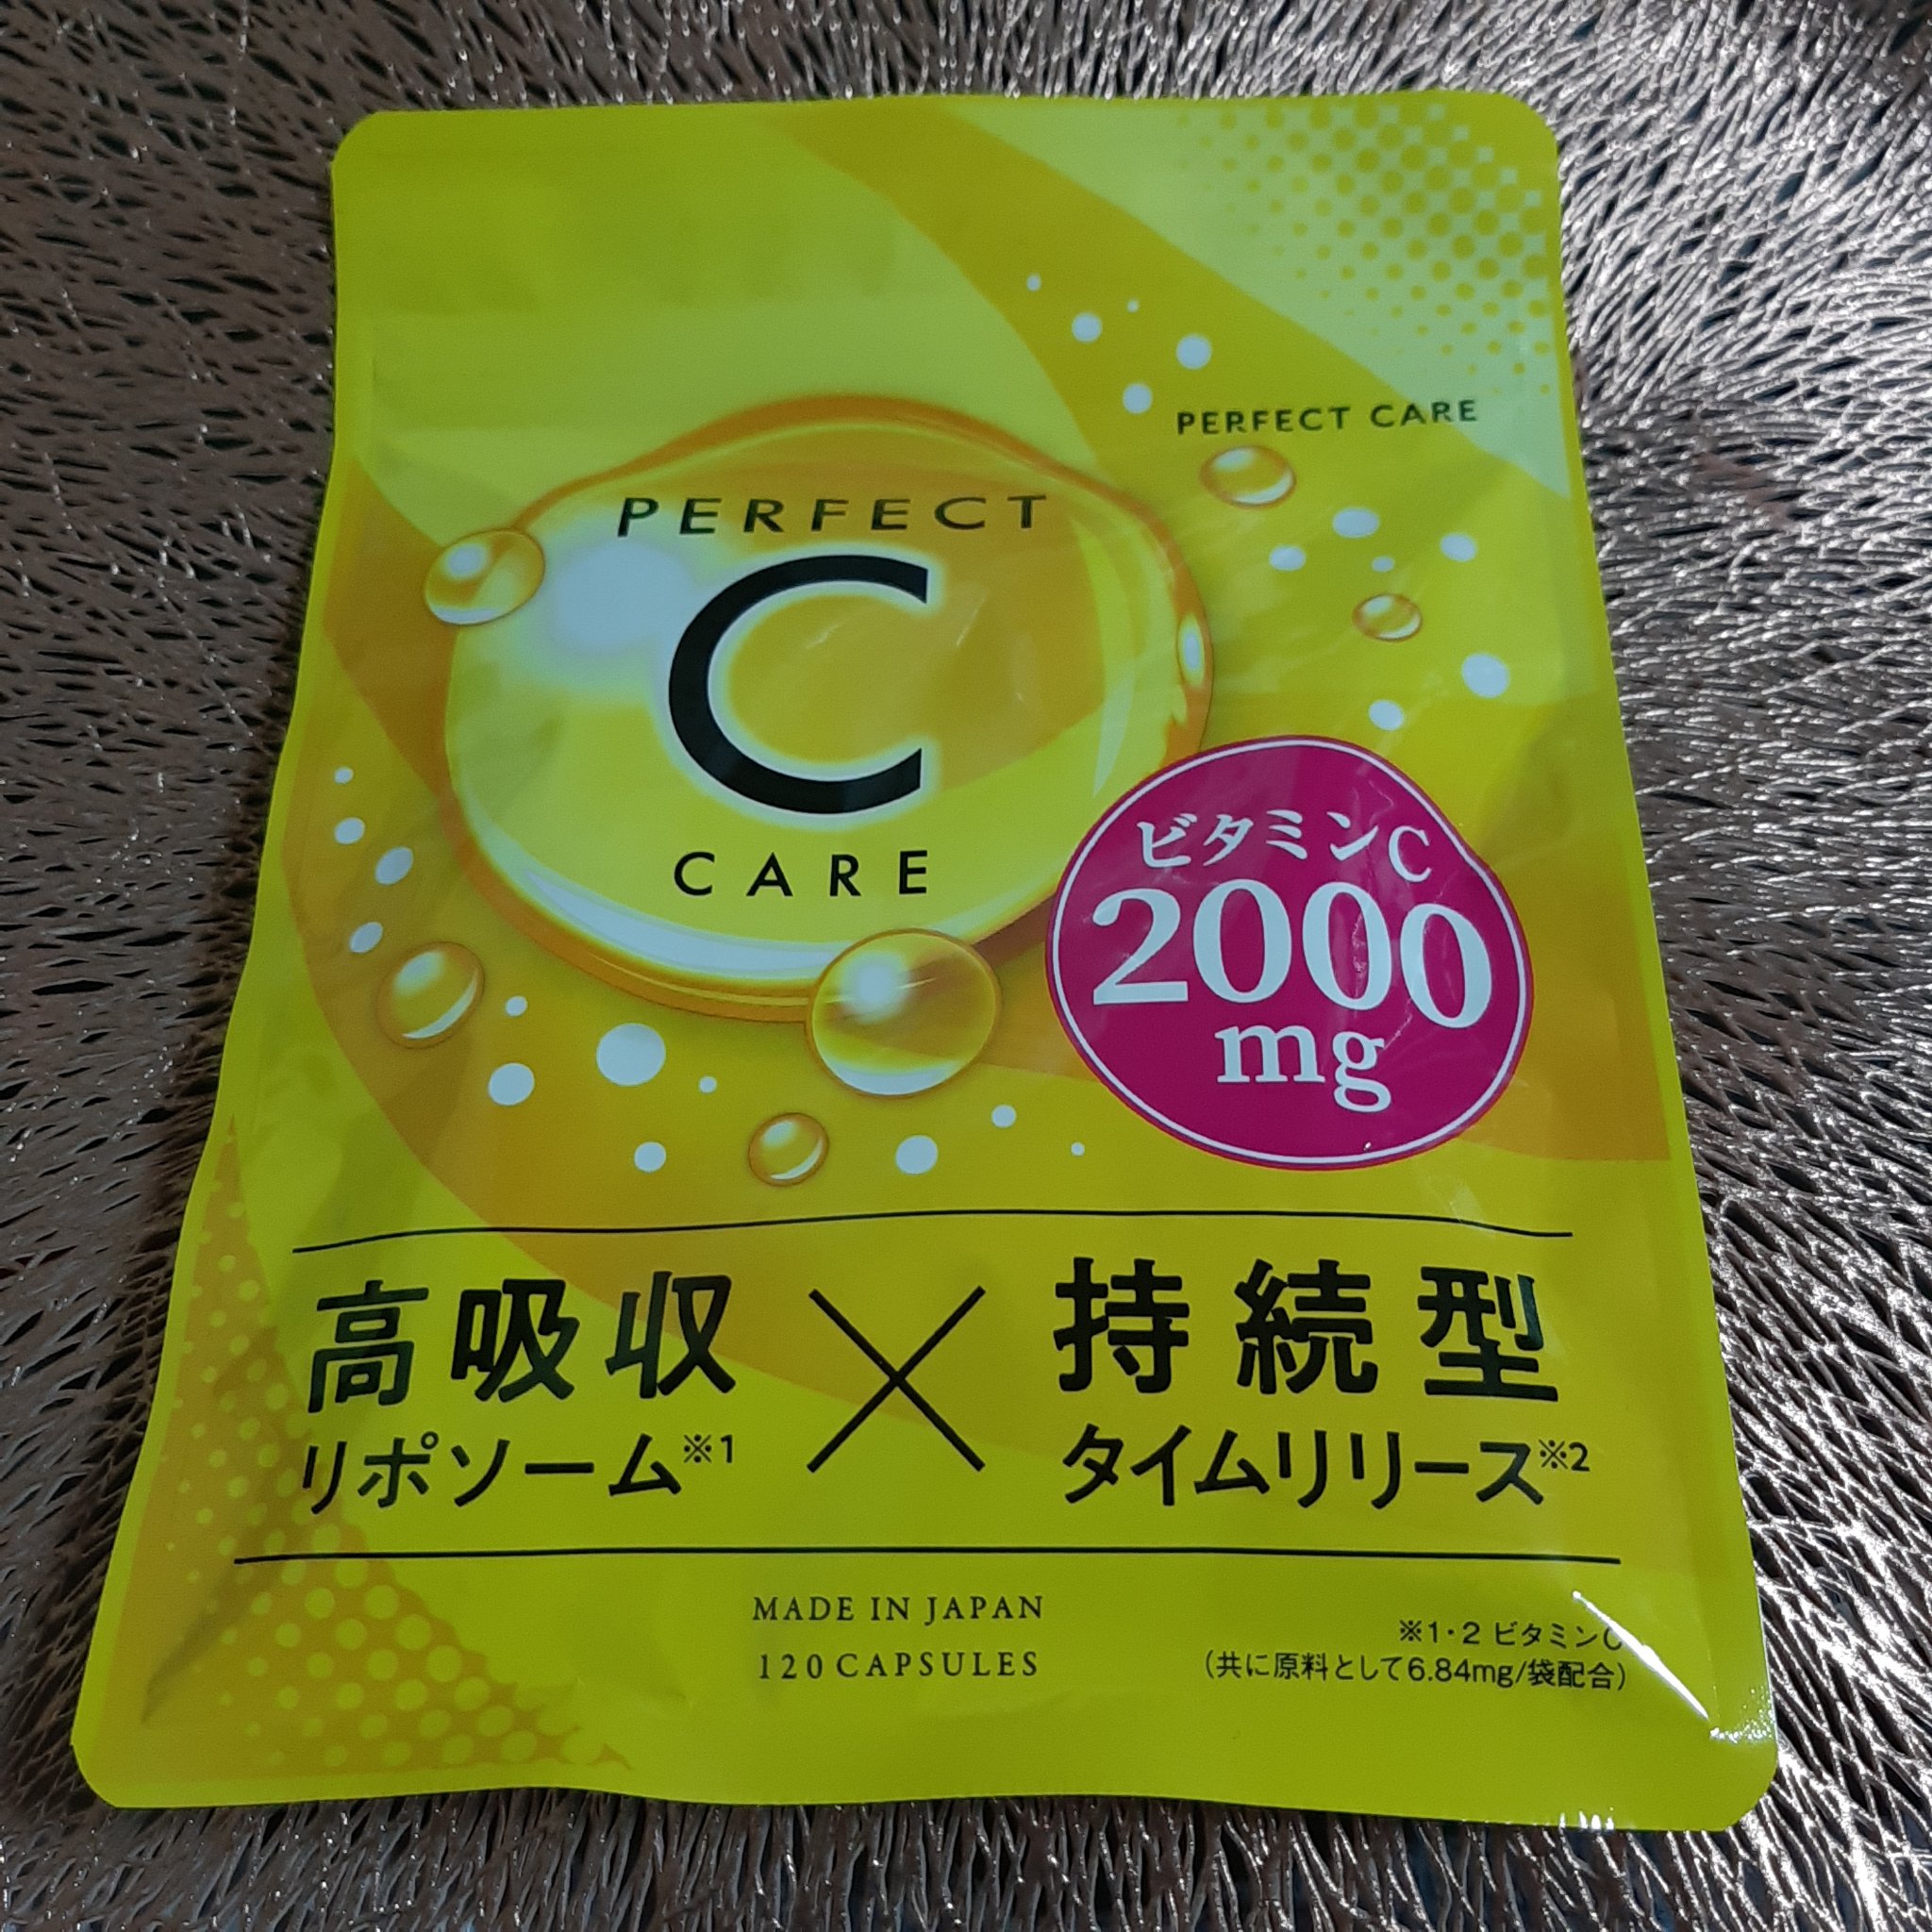 PERFECT CARE
PERFECT
C
CARE
ビタミンC
2000
mg
高吸収 × 持続型
リポソーム※1 タイムリリース※2
MADE IN JAPAN
120 CAPSULES
※1・2 ビタミンC
(共に原料として6.84mg/袋配合)